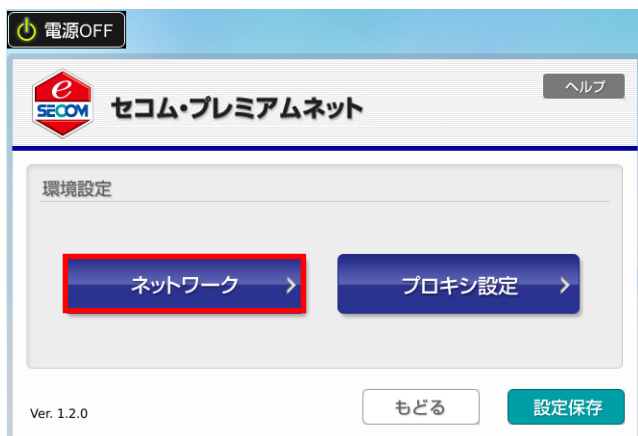 電源OFF
e
SECOM
セコム・プレミアムネット
ヘルプ
環境設定
ネットワーク
プロキシ設定
Ver. 1.2.0
もどる
設定保存